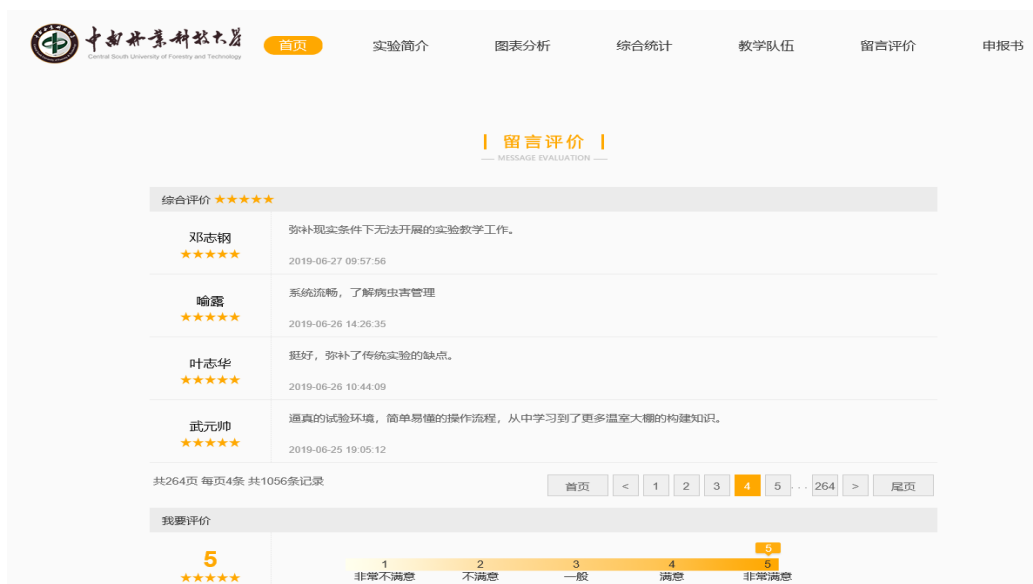 中南林业科技大学
Central South University of Forestry and Technology
首页 实验简介 图表分析 综合统计 教学队伍 留言评价 申报书
留言评价
MESSAGE EVALUATION
综合评价 ★★★★★
邓志钢
★★★★★
弥补现实条件下无法开展的实验教学工作。
2019-06-27 09:57:56
喻露
★★★★★
系统流畅，了解病虫害管理
2019-06-26 14:26:35
叶志华
★★★★★
挺好，弥补了传统实验的缺点。
2019-06-26 10:44:09
武元帅
★★★★★
逼真的试验环境，简单易懂的操作流程，从中学习到了更多温室大棚的构建知识。
2019-06-25 19:05:12
共264页 每页4条 共1056条记录
首页 < 1 2 3 4 5 ... 264 > 尾页
我要评价
5
★★★★★
5
1 2 3 4 5
非常不满意 不满意 一般 满意 非常满意